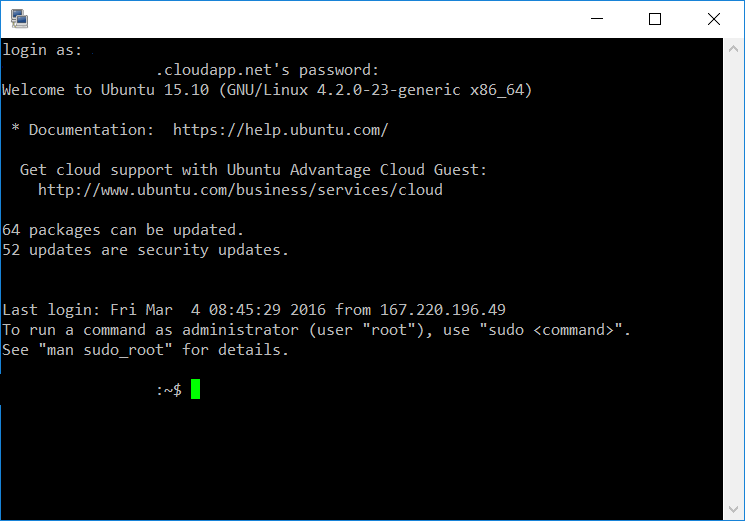 login as:
.cloudapp.net's password:
Welcome to Ubuntu 15.10 (GNU/Linux 4.2.0-23-generic x86_64)
* Documentation:  https://help.ubuntu.com/
Get cloud support with Ubuntu Advantage Cloud Guest:
http://www.ubuntu.com/business/services/cloud
64 packages can be updated.
52 updates are security updates.
Last login: Fri Mar  4 08:45:29 2016 from 167.220.196.49
To run a command as administrator (user "root"), use "sudo <command>".
See "man sudo_root" for details.
:~$